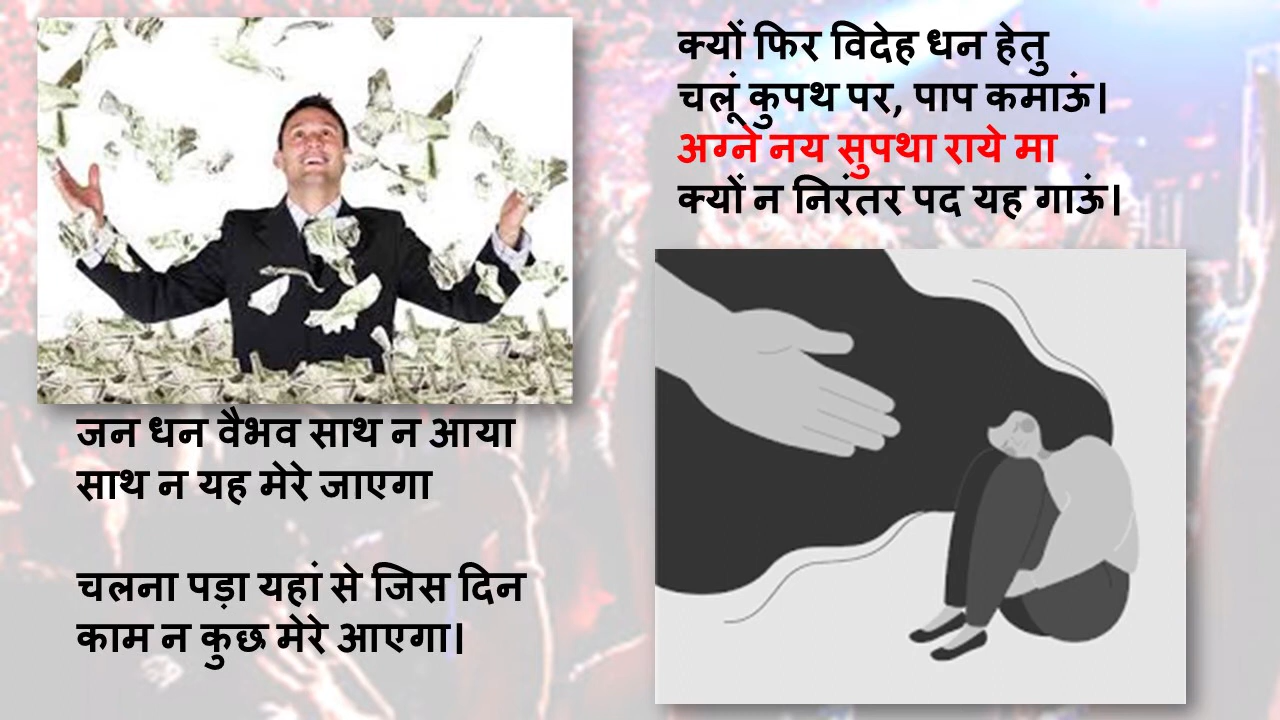 क्यों फिर विदेह धन हेतु
चलूं कुपथ पर, पाप कमाऊं|
अग्ने नय सुपथा राये मा
क्यों न निरंतर पद यह गाऊं|
जन धन वैभव साथ न आया
साथ न यह मेरे जाएगा
चलना पड़ा यहां से जिस दिन
काम न कुछ मेरे आएगा|